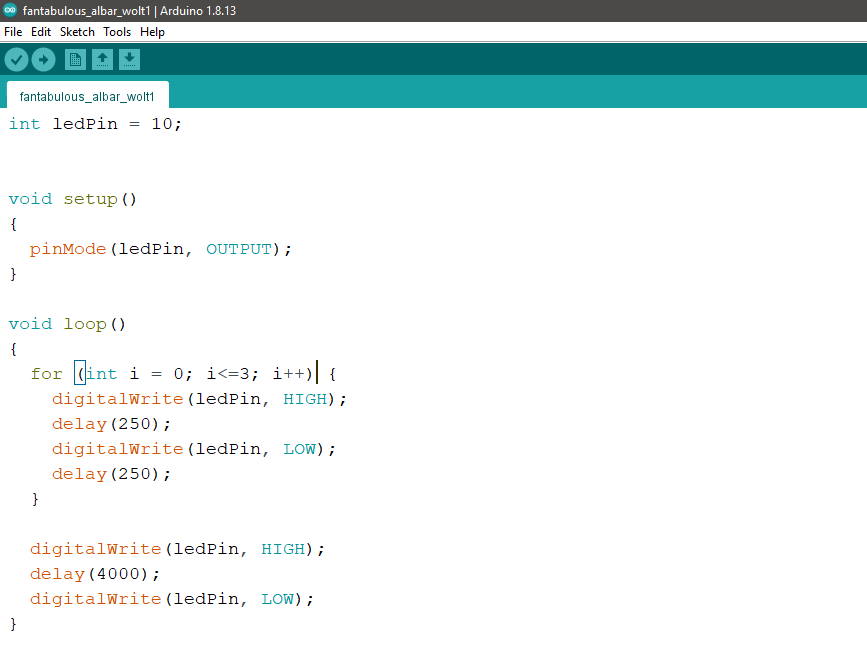 fantabulous_albar_wolt1 | Arduino 1.8.13
File Edit Sketch Tools Help
fantabulous_albar_wolt1
int ledPin = 10;
void setup()
{
  pinMode(ledPin, OUTPUT);
}
void loop()
{
  for (int i = 0; i<=3; i++) {
    digitalWrite(ledPin, HIGH);
    delay(250);
    digitalWrite(ledPin, LOW);
    delay(250);
  }
  digitalWrite(ledPin, HIGH);
  delay(4000);
  digitalWrite(ledPin, LOW);
}